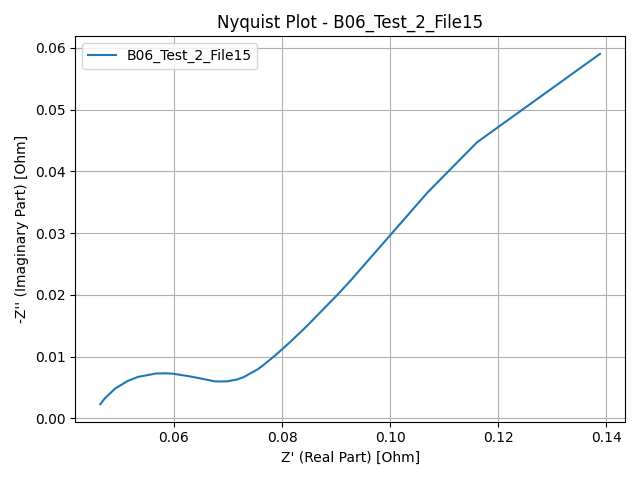 Nyquist Plot - B06_Test_2_File15
B06_Test_2_File15
-Z'' (Imaginary Part) [Ohm]
0.06
0.05
0.04
0.03
0.02
0.01
0.00
0.06 0.08 0.10 0.12 0.14
Z' (Real Part) [Ohm]